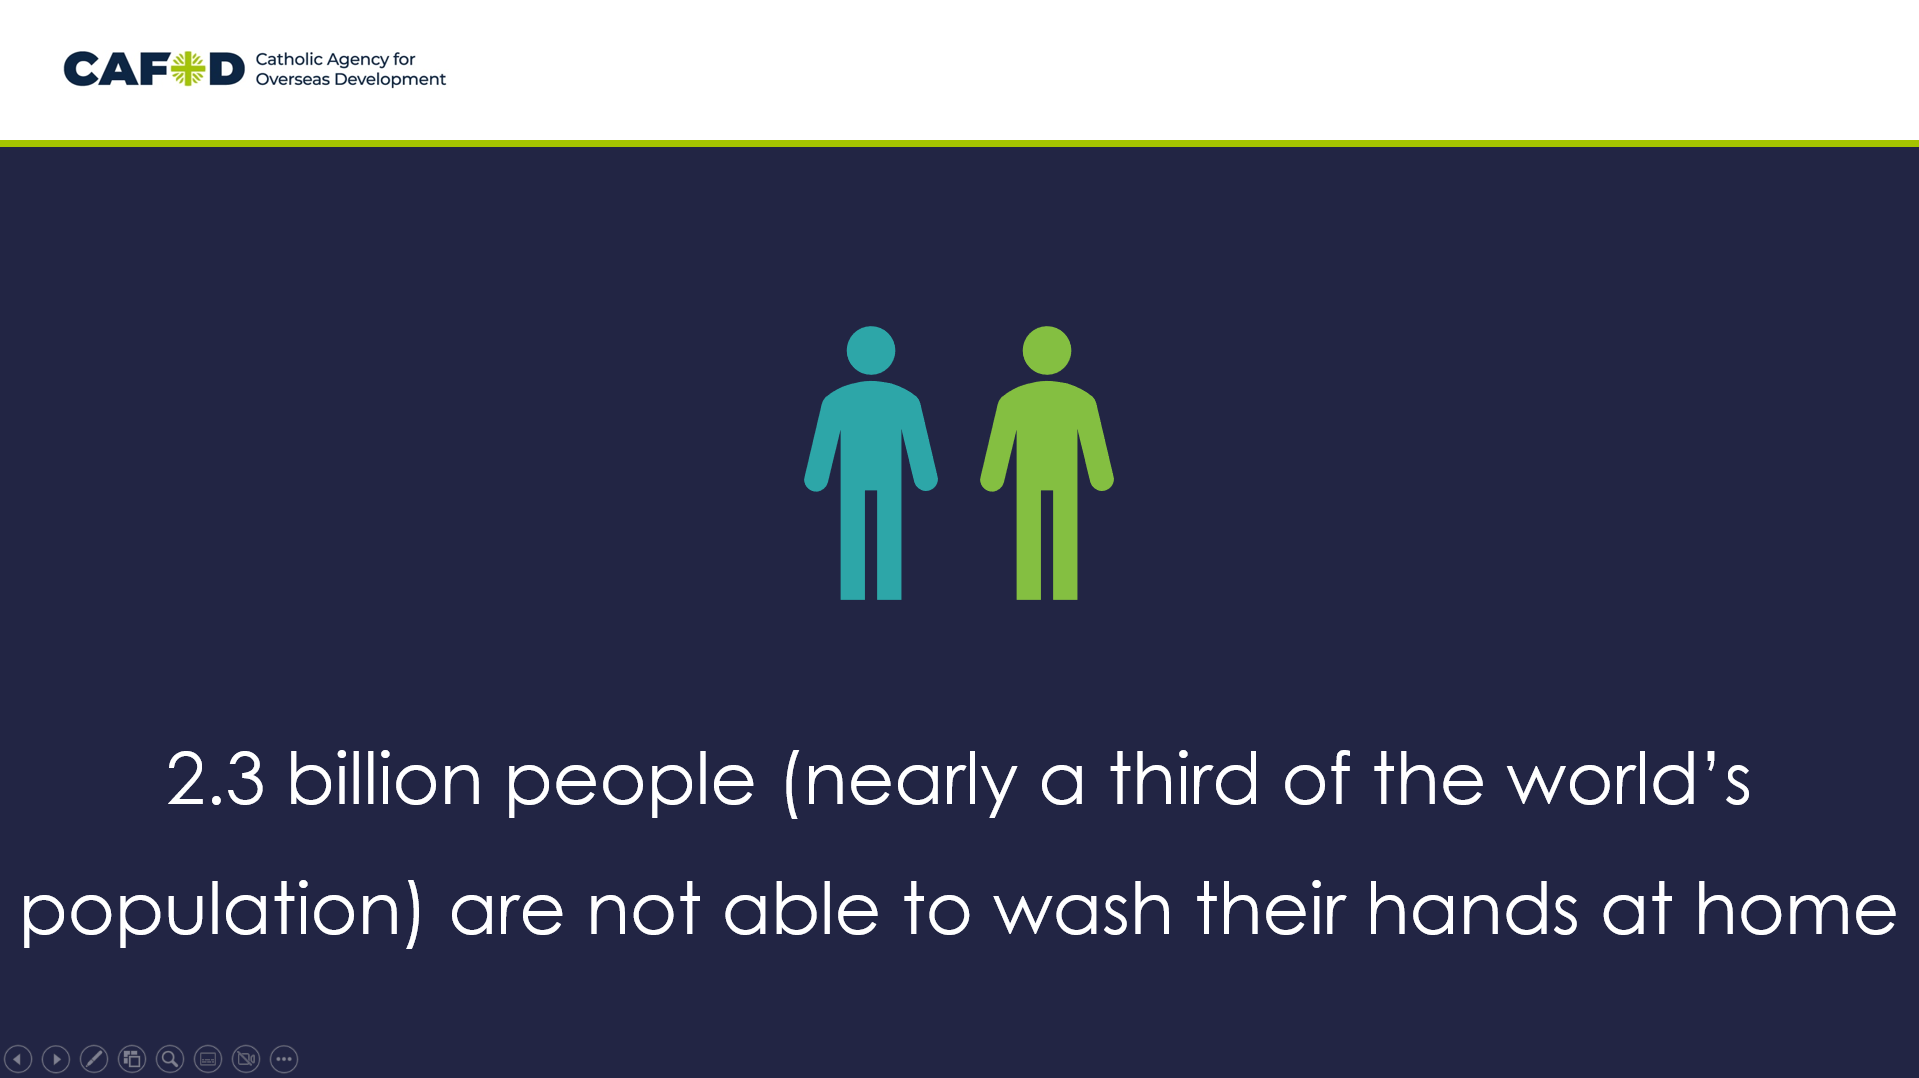 CAFOD
Catholic Agency for
Overseas Development
2.3 billion people (nearly a third of the world’s
population) are not able to wash their hands at home